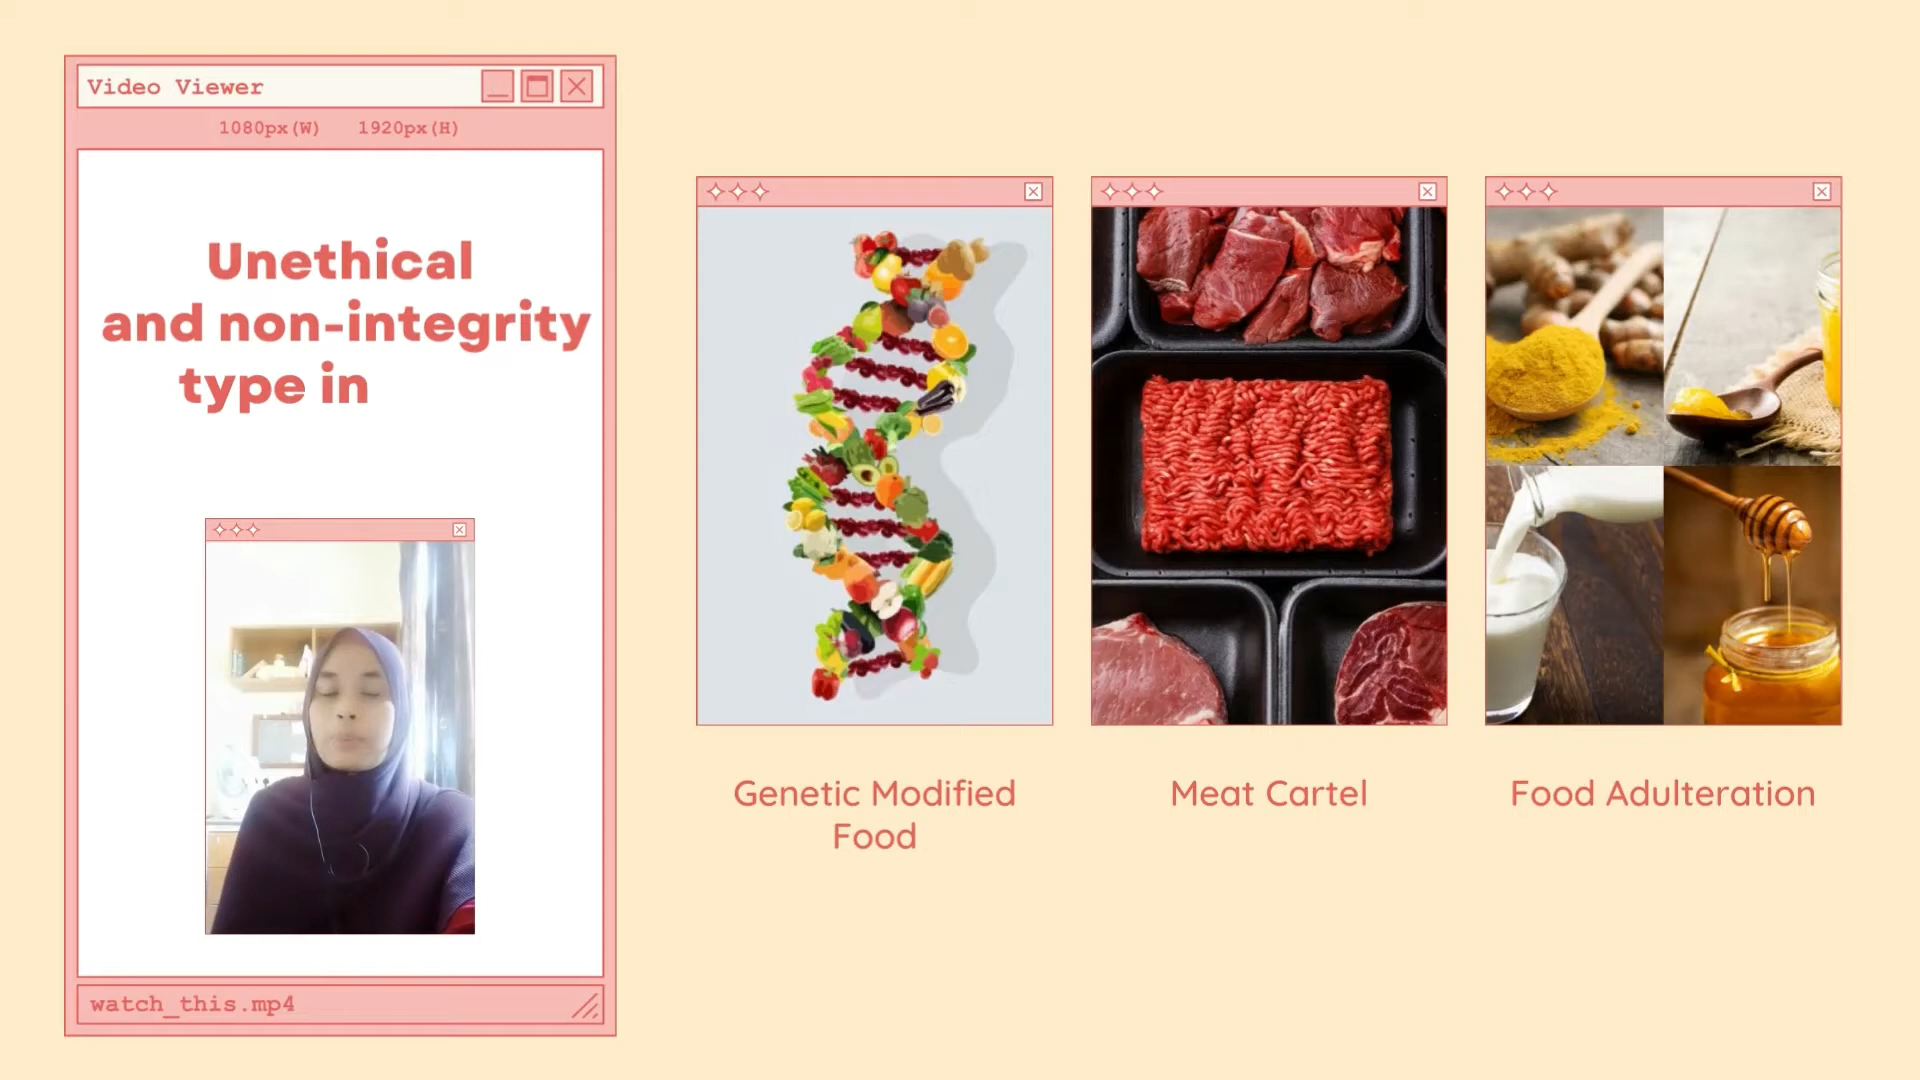 Video Viewer
1080px(W) 1920px(H)
Unethical
and non-integrity
type in
watch_this.mp4
Genetic Modified
Food
Meat Cartel
Food Adulteration